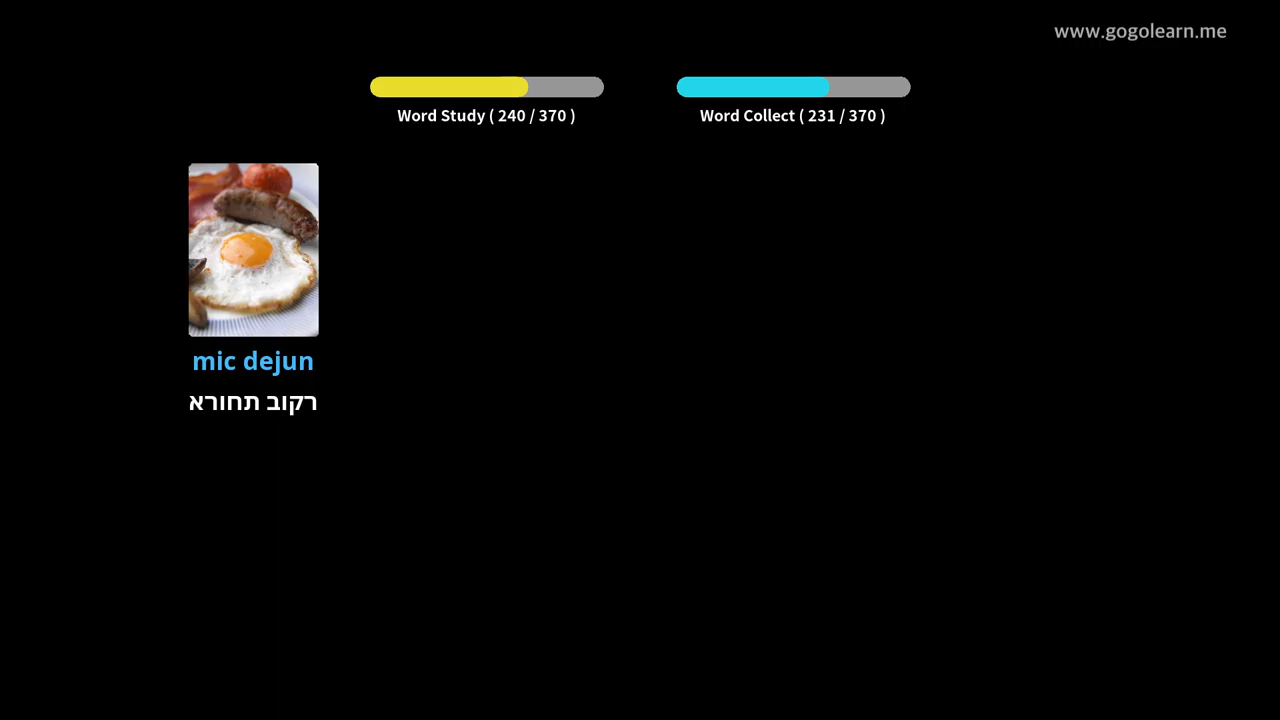 www.gogolearn.me
Word Study ( 240 / 370 )
Word Collect ( 231 / 370 )
mic dejun
רקוב תחורא